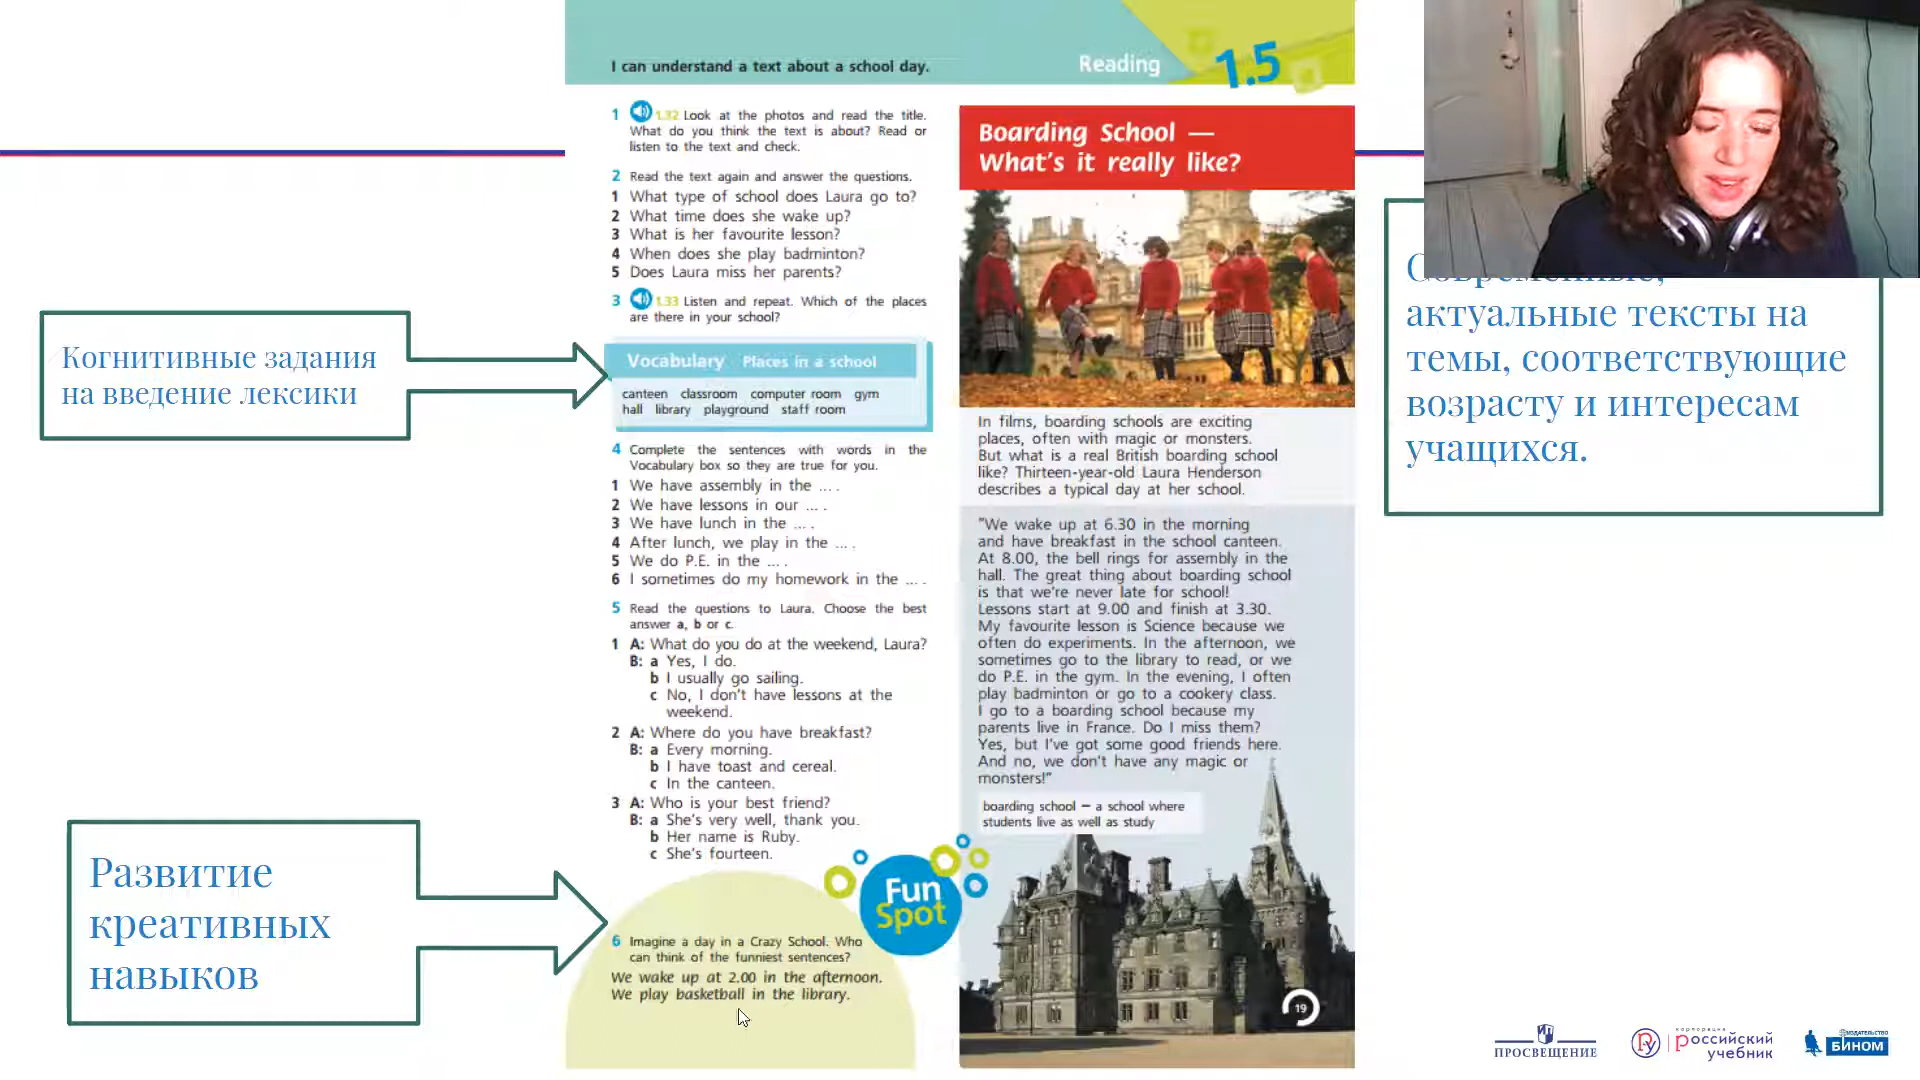 I can understand a text about a school day.
Reading
1.5
1 1.32 Look at the photos and read the title.
What do you think the text is about? Read or
listen to the text and check.
2 Read the text again and answer the questions.
1 What type of school does Laura go to?
2 What time does she wake up?
3 What is her favourite lesson?
4 When does she play badminton?
5 Does Laura miss her parents?
3 1.33 Listen and repeat. Which of the places
are there in your school?
Vocabulary Places in a school
canteen classroom computer room gym
hall library playground staff room
4 Complete the sentences with words in the
Vocabulary box so they are true for you.
1 We have assembly in the ... .
2 We have lessons in our ... .
3 We have lunch in the ... .
4 After lunch, we play in the ... .
5 We do P.E. in the ... .
6 I sometimes do my homework in the ... .
5 Read the questions to Laura. Choose the best
answer a, b or c.
1 A: What do you do at the weekend, Laura?
B: a Yes, I do.
b I usually go sailing.
c No, I don't have lessons at the
weekend.
2 A: Where do you have breakfast?
B: a Every morning.
b I have toast and cereal.
c In the canteen.
3 A: Who is your best friend?
B: a She's very well, thank you.
b Her name is Ruby.
c She's fourteen.
Fun
Spot
6 Imagine a day in a Crazy School. Who
can think of the funniest sentences?
We wake up at 2.00 in the afternoon.
We play basketball in the library.
Boarding School —
What's it really like?
In films, boarding schools are exciting
places, often with magic or monsters.
But what is a real British boarding school
like? Thirteen-year-old Laura Henderson
describes a typical day at her school.
"We wake up at 6.30 in the morning
and have breakfast in the school canteen.
At 8.00, the bell rings for assembly in the
hall. The great thing about boarding school
is that we're never late for school!
Lessons start at 9.00 and finish at 3.30.
My favourite lesson is Science because we
often do experiments. In the afternoon, we
sometimes go to the library to read, or we
do P.E. in the gym. In the evening, I often
play badminton or go to a cookery class.
I go to a boarding school because my
parents live in France. Do I miss them?
Yes, but I've got some good friends here.
And no, we don't have any magic or
monsters!"
boarding school – a school where
students live as well as study
19
Когнитивные задания
на введение лексики
Развитие
креативных
навыков
Современные,
актуальные тексты на
темы, соответствующие
возрасту и интересам
учащихся.
ПРОСВЕЩЕНИЕ
корпорация
российский
учебник
ИЗДАТЕЛЬСТВО
БИНОМ